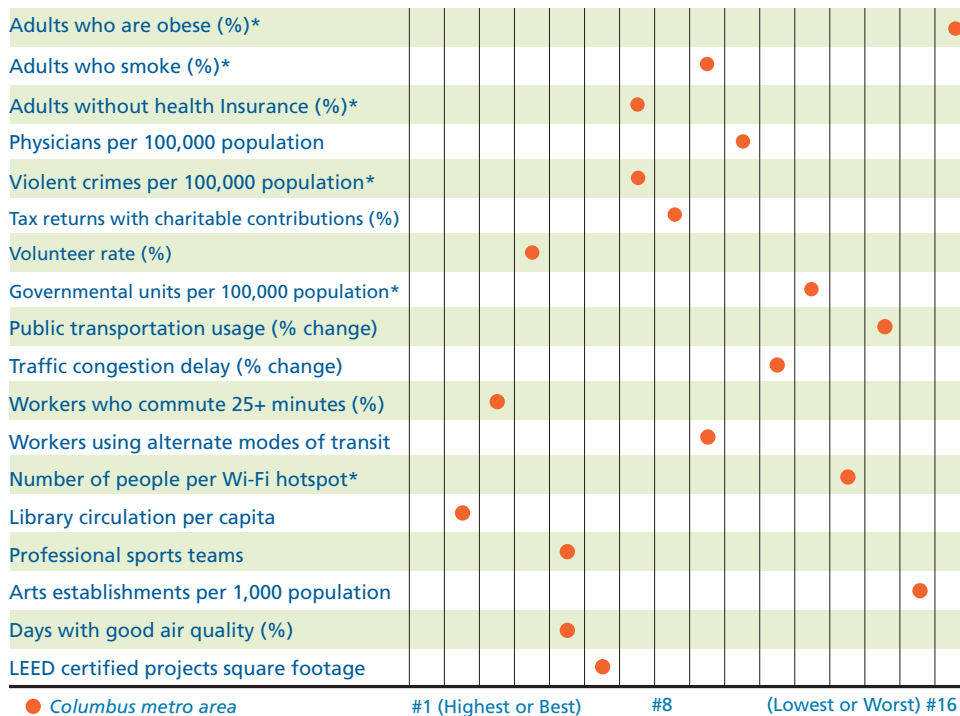 Adults who are obese (%)*
Adults who smoke (%)*
Adults without health Insurance (%)*
Physicians per 100,000 population
Violent crimes per 100,000 population*
Tax returns with charitable contributions (%)
Volunteer rate (%)
Governmental units per 100,000 population*
Public transportation usage (% change)
Traffic congestion delay (% change)
Workers who commute 25+ minutes (%)
Workers using alternate modes of transit
Number of people per Wi-Fi hotspot*
Library circulation per capita
Professional sports teams
Arts establishments per 1,000 population
Days with good air quality (%)
LEED certified projects square footage
Columbus metro area #1 (Highest or Best) #8 (Lowest or Worst) #16